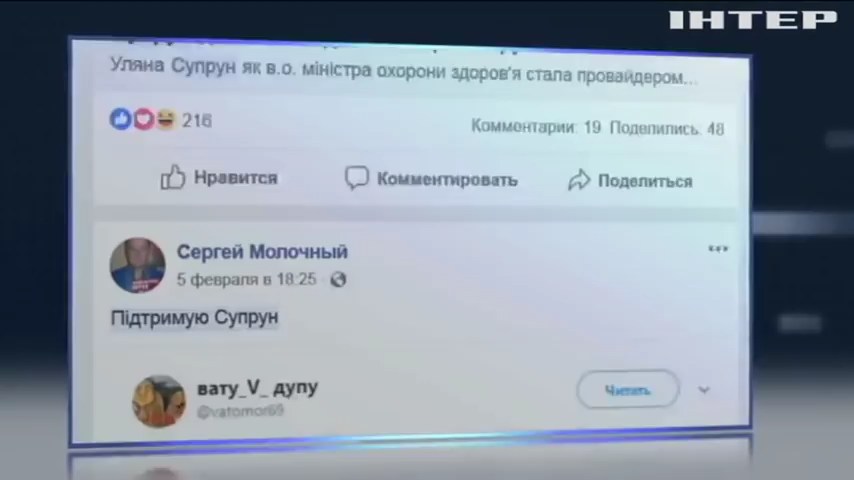 ІНТЕР
Уляна Супрун як в.о. міністра охорони здоров'я стала провайдером...
216
Комментарии: 19 Поделились: 48
Нравится Комментировать Поделиться
Сергей Молочный
5 февраля в 18:25
Підтримую Супрун
вату_V_ дупу
Читать
@vatomor69